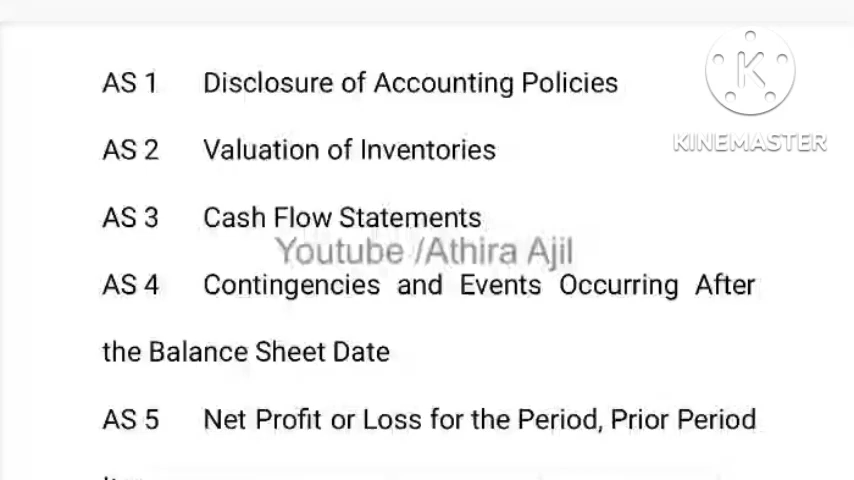 AS 1 Disclosure of Accounting Policies
KINEMASTER
AS 2 Valuation of Inventories
AS 3 Cash Flow Statements
Youtube /Athira Ajil
AS 4 Contingencies and Events Occurring After
the Balance Sheet Date
AS 5 Net Profit or Loss for the Period, Prior Period